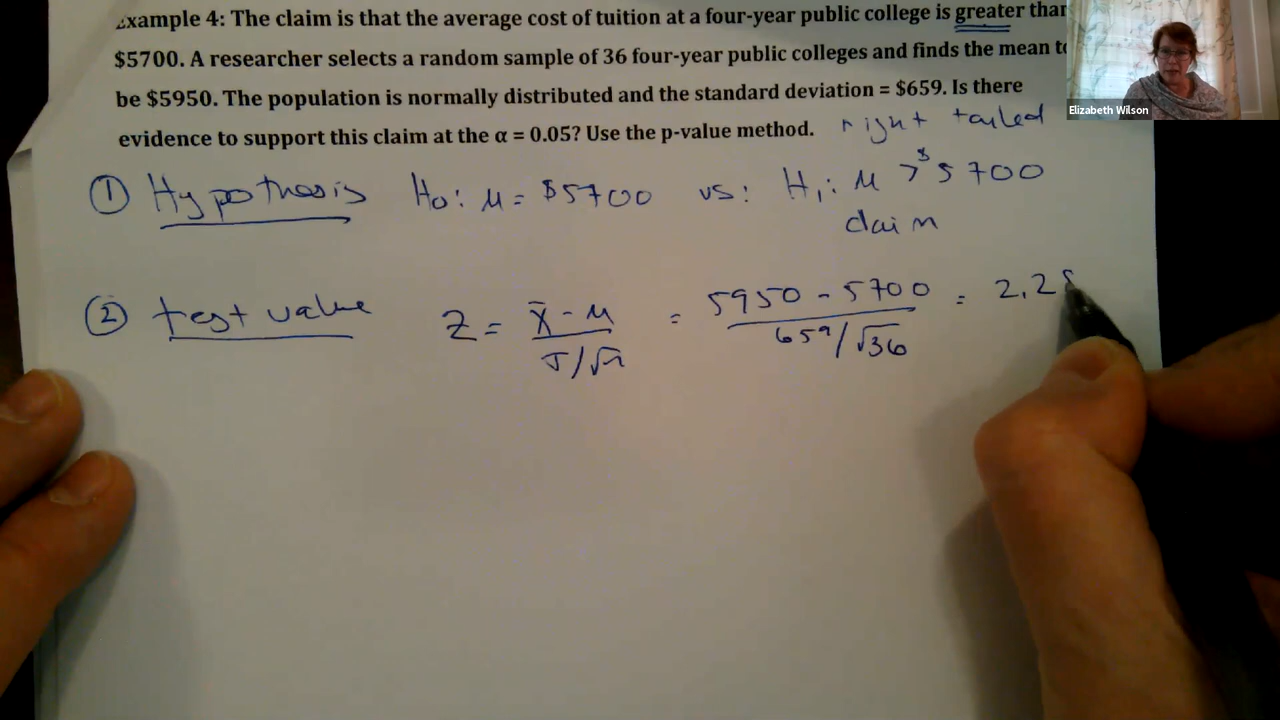 Example 4: The claim is that the average cost of tuition at a four-year public college is greater than
$5700. A researcher selects a random sample of 36 four-year public colleges and finds the mean to
be $5950. The population is normally distributed and the standard deviation = $659. Is there
evidence to support this claim at the α = 0.05? Use the p-value method. right tailed
Elizabeth Wilson
① Hypothesis H₀: μ = $5700 vs: H₁: μ > $5700
claim
② test value Z = (x̄ - μ) / (σ/√n) = (5950 - 5700) / (659/√36) = 2.28